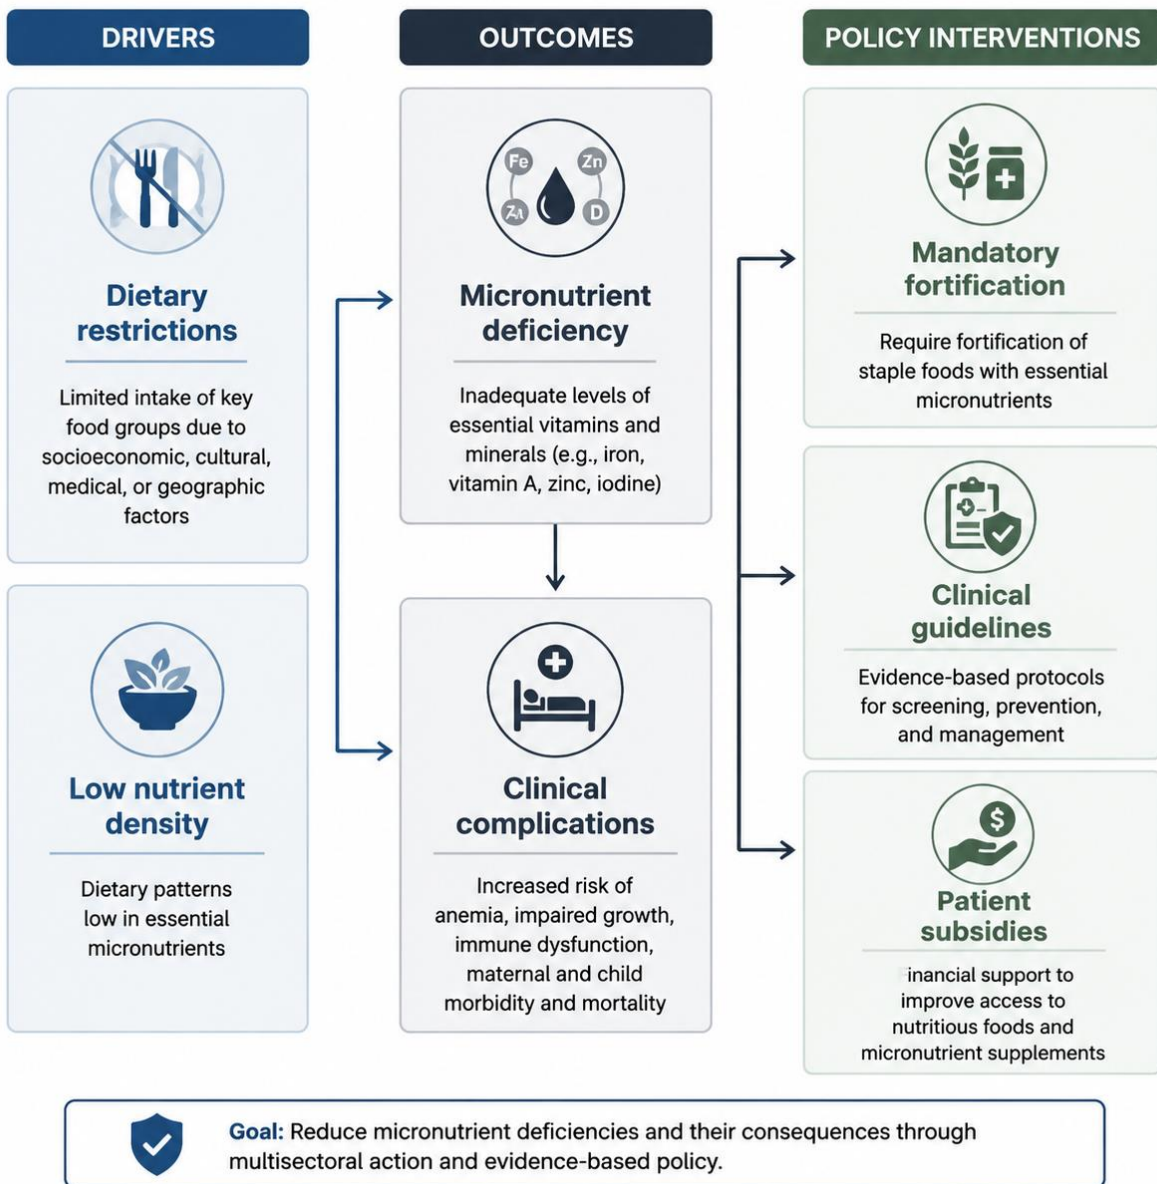 DRIVERS
Dietary
restrictions
Limited intake of key
food groups due to
socioeconomic, cultural,
medical, or geographic
factors
Low nutrient
density
Dietary patterns
low in essential
micronutrients
OUTCOMES
Fe
Zn
D
Micronutrient
deficiency
Inadequate levels of
essential vitamins and
minerals (e.g., iron,
vitamin A, zinc, iodine)
Clinical
complications
Increased risk of
anemia, impaired growth,
immune dysfunction,
maternal and child
morbidity and mortality
POLICY INTERVENTIONS
Mandatory
fortification
Require fortification of
staple foods with essential
micronutrients
Clinical
guidelines
Evidence-based protocols
for screening, prevention,
and management
$
Patient
subsidies
inancial support to
improve access to
nutritious foods and
micronutrient supplements
Goal: Reduce micronutrient deficiencies and their consequences through
multisectoral action and evidence-based policy.